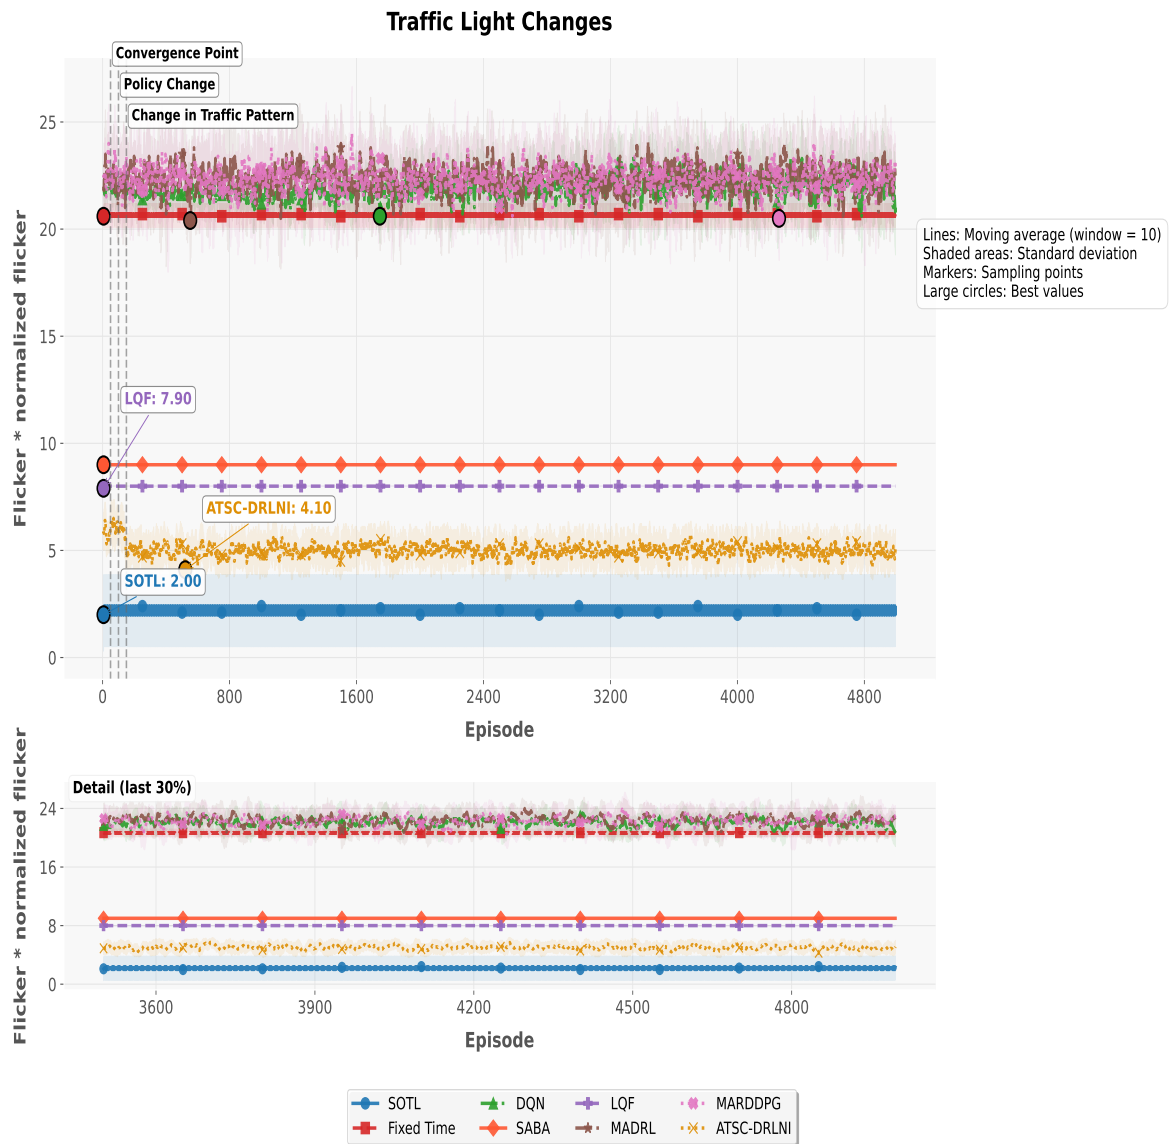 Traffic Light Changes
Convergence Point
Policy Change
Change in Traffic Pattern
25
20
15
10
5
0
Flicker * normalized flicker
LQF: 7.90
ATSC-DRLNI: 4.10
SOTL: 2.00
Lines: Moving average (window = 10)
Shaded areas: Standard deviation
Markers: Sampling points
Large circles: Best values
0 800 1600 2400 3200 4000 4800
Episode
Detail (last 30%)
24
16
8
0
Flicker * normalized flicker
3600 3900 4200 4500 4800
Episode
SOTL DQN LQF MARDDPG
Fixed Time SABA MADRL ATSC-DRLNI